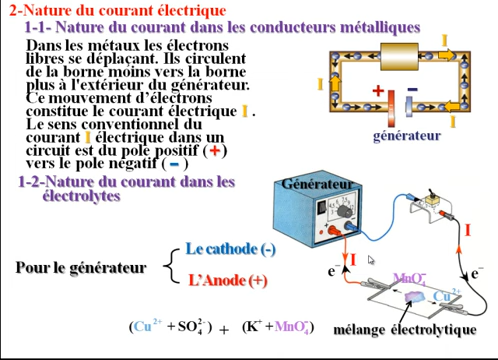 2-Nature du courant électrique
1-1- Nature du courant dans les conducteurs métalliques
Dans les métaux les électrons
libres se déplaçant. Ils circulent
de la borne moins vers la borne
plus à l'extérieur du générateur.
Ce mouvement d'électrons
constitue le courant électrique I .
Le sens conventionnel du
courant I électrique dans un
circuit est du pole positif (+)
vers le pole négatif (-)
I
I
+ -
I
générateur
1-2-Nature du courant dans les
électrolytes
Générateur
I
Pour le générateur
Le cathode (-)
L'Anode (+)
I
e⁻
e⁻
MnO₄⁻
Cu²⁺
(Cu²⁺ + SO₄²⁻) + (K⁺ + MnO₄⁻)
mélange électrolytique